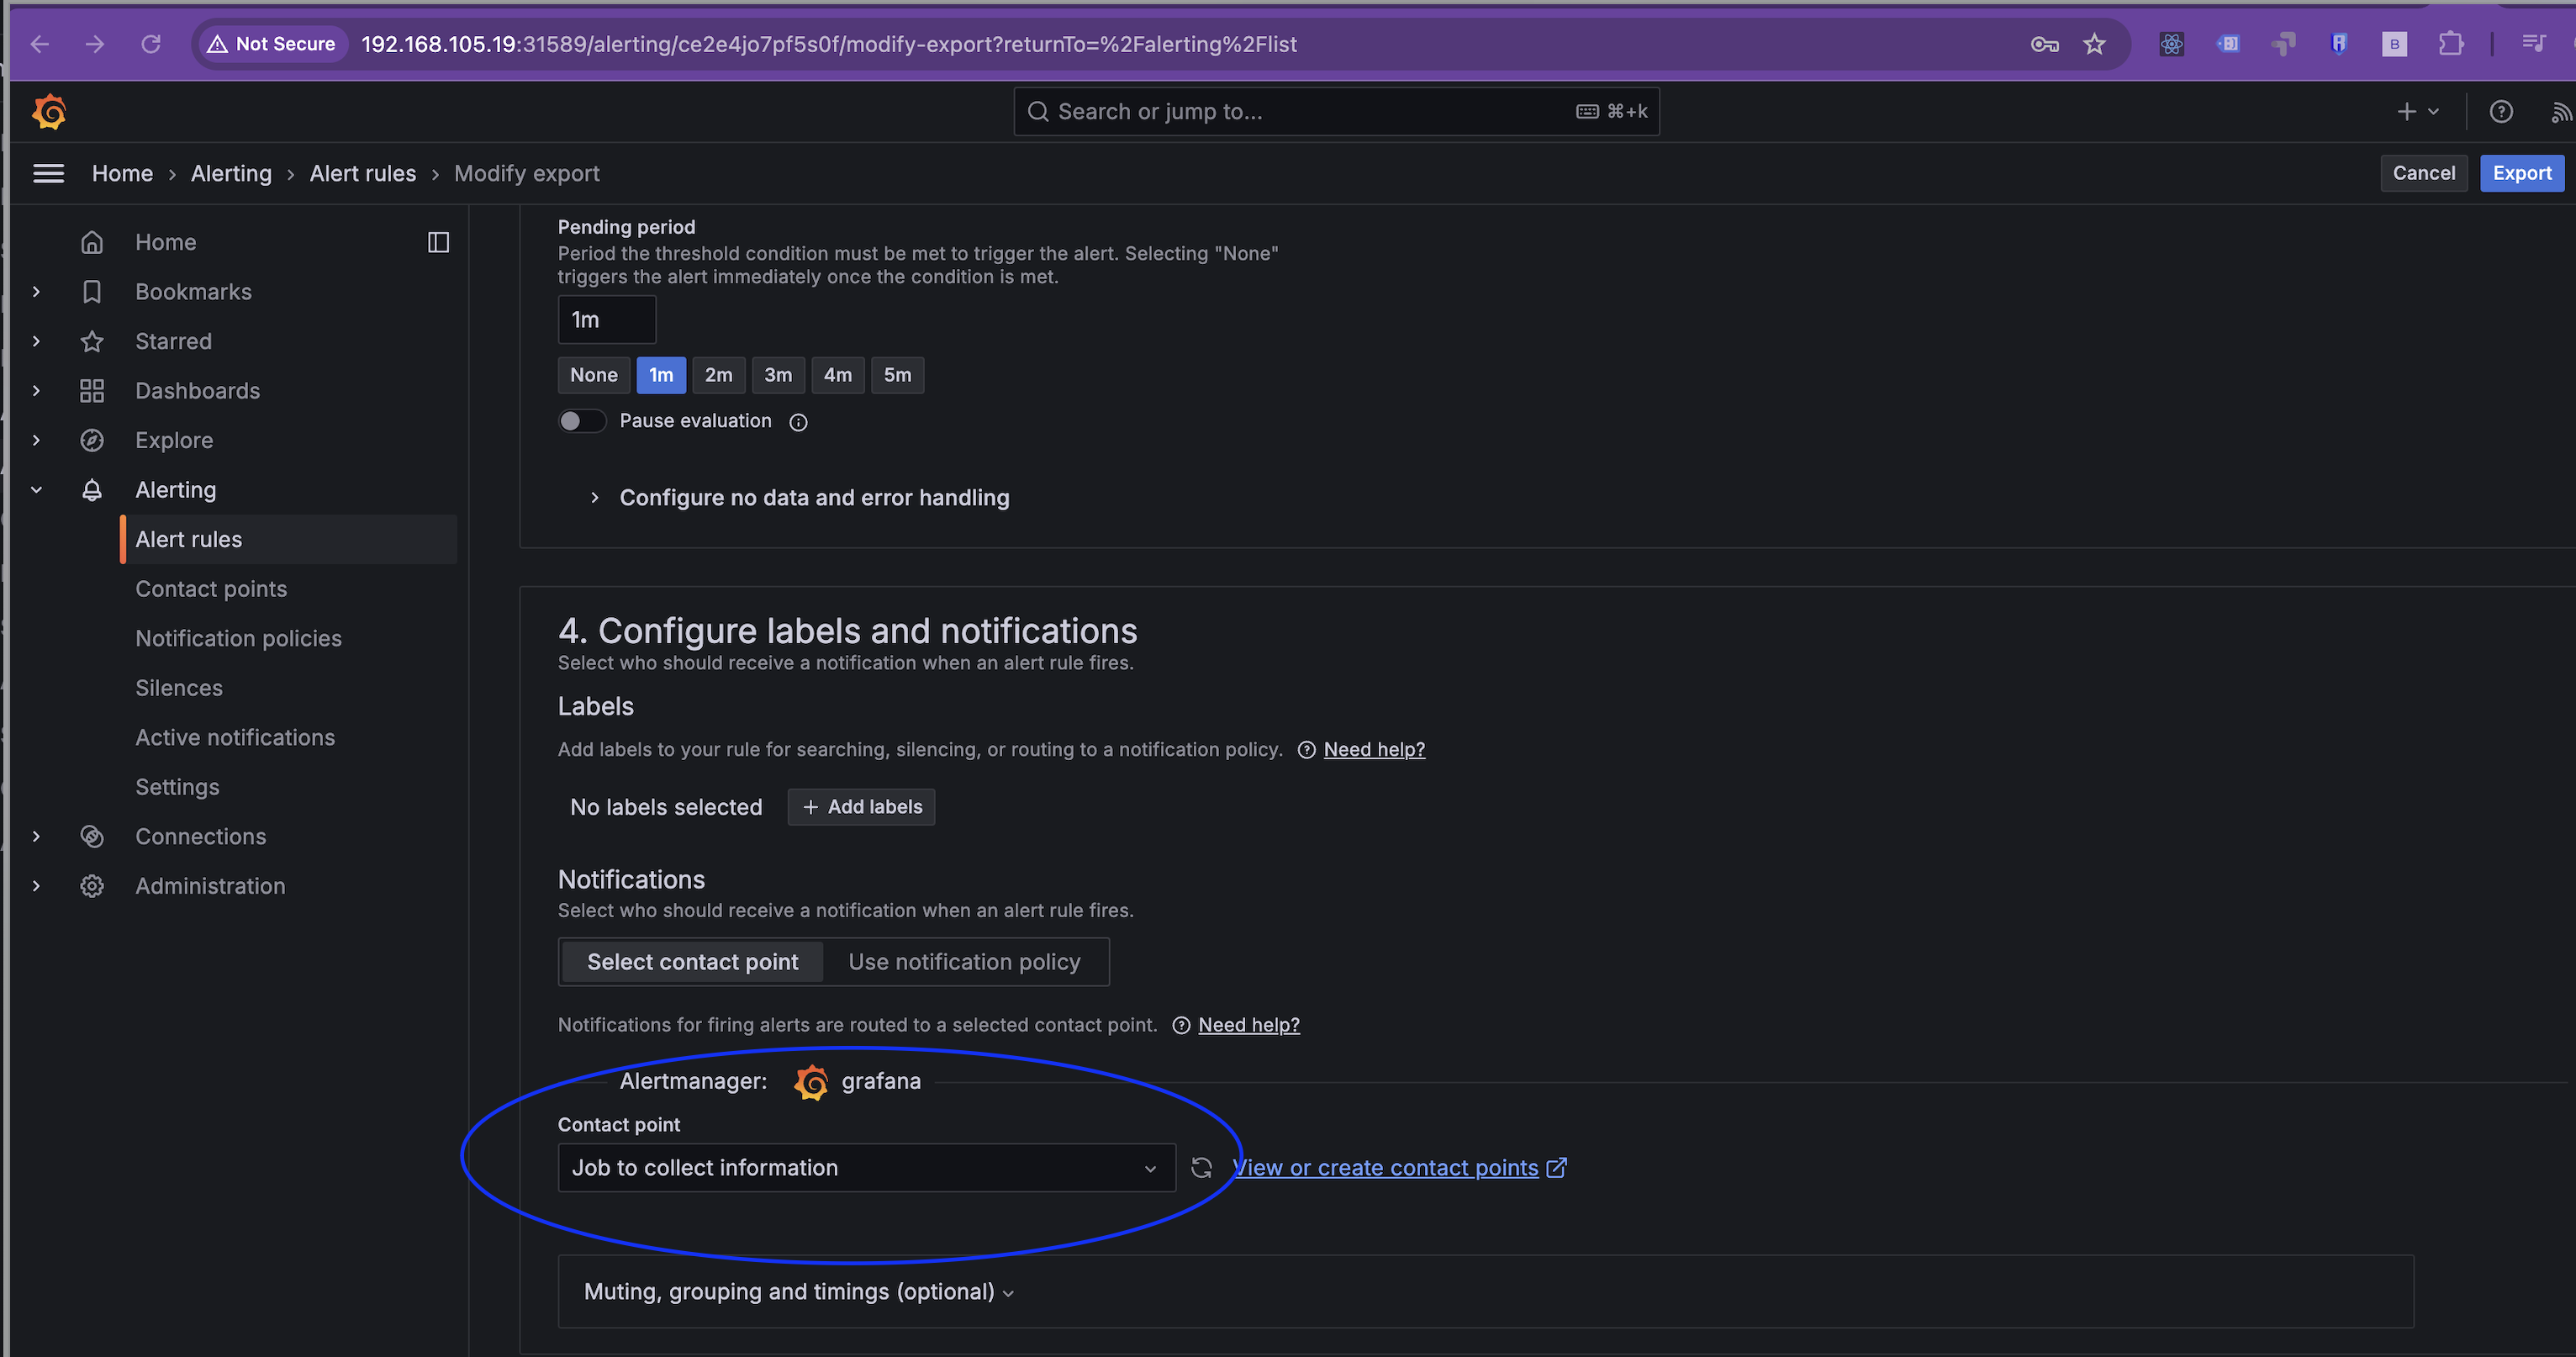 Not Secure 192.168.105.19:31589/alerting/ce2e4jo7pf5s0f/modify-export?returnTo=%2Falerting%2Flist
B
Search or jump to... ⌘+k
Home › Alerting › Alert rules › Modify export
Cancel
Export
Home
Bookmarks
Starred
Dashboards
Explore
Alerting
Alert rules
Contact points
Notification policies
Silences
Active notifications
Settings
Connections
Administration
Pending period
Period the threshold condition must be met to trigger the alert. Selecting "None"
triggers the alert immediately once the condition is met.
1m
None 1m 2m 3m 4m 5m
Pause evaluation
Configure no data and error handling
4. Configure labels and notifications
Select who should receive a notification when an alert rule fires.
Labels
Add labels to your rule for searching, silencing, or routing to a notification policy. Need help?
No labels selected + Add labels
Notifications
Select who should receive a notification when an alert rule fires.
Select contact point Use notification policy
Notifications for firing alerts are routed to a selected contact point. Need help?
Alertmanager: grafana
Contact point
Job to collect information
View or create contact points
Muting, grouping and timings (optional)